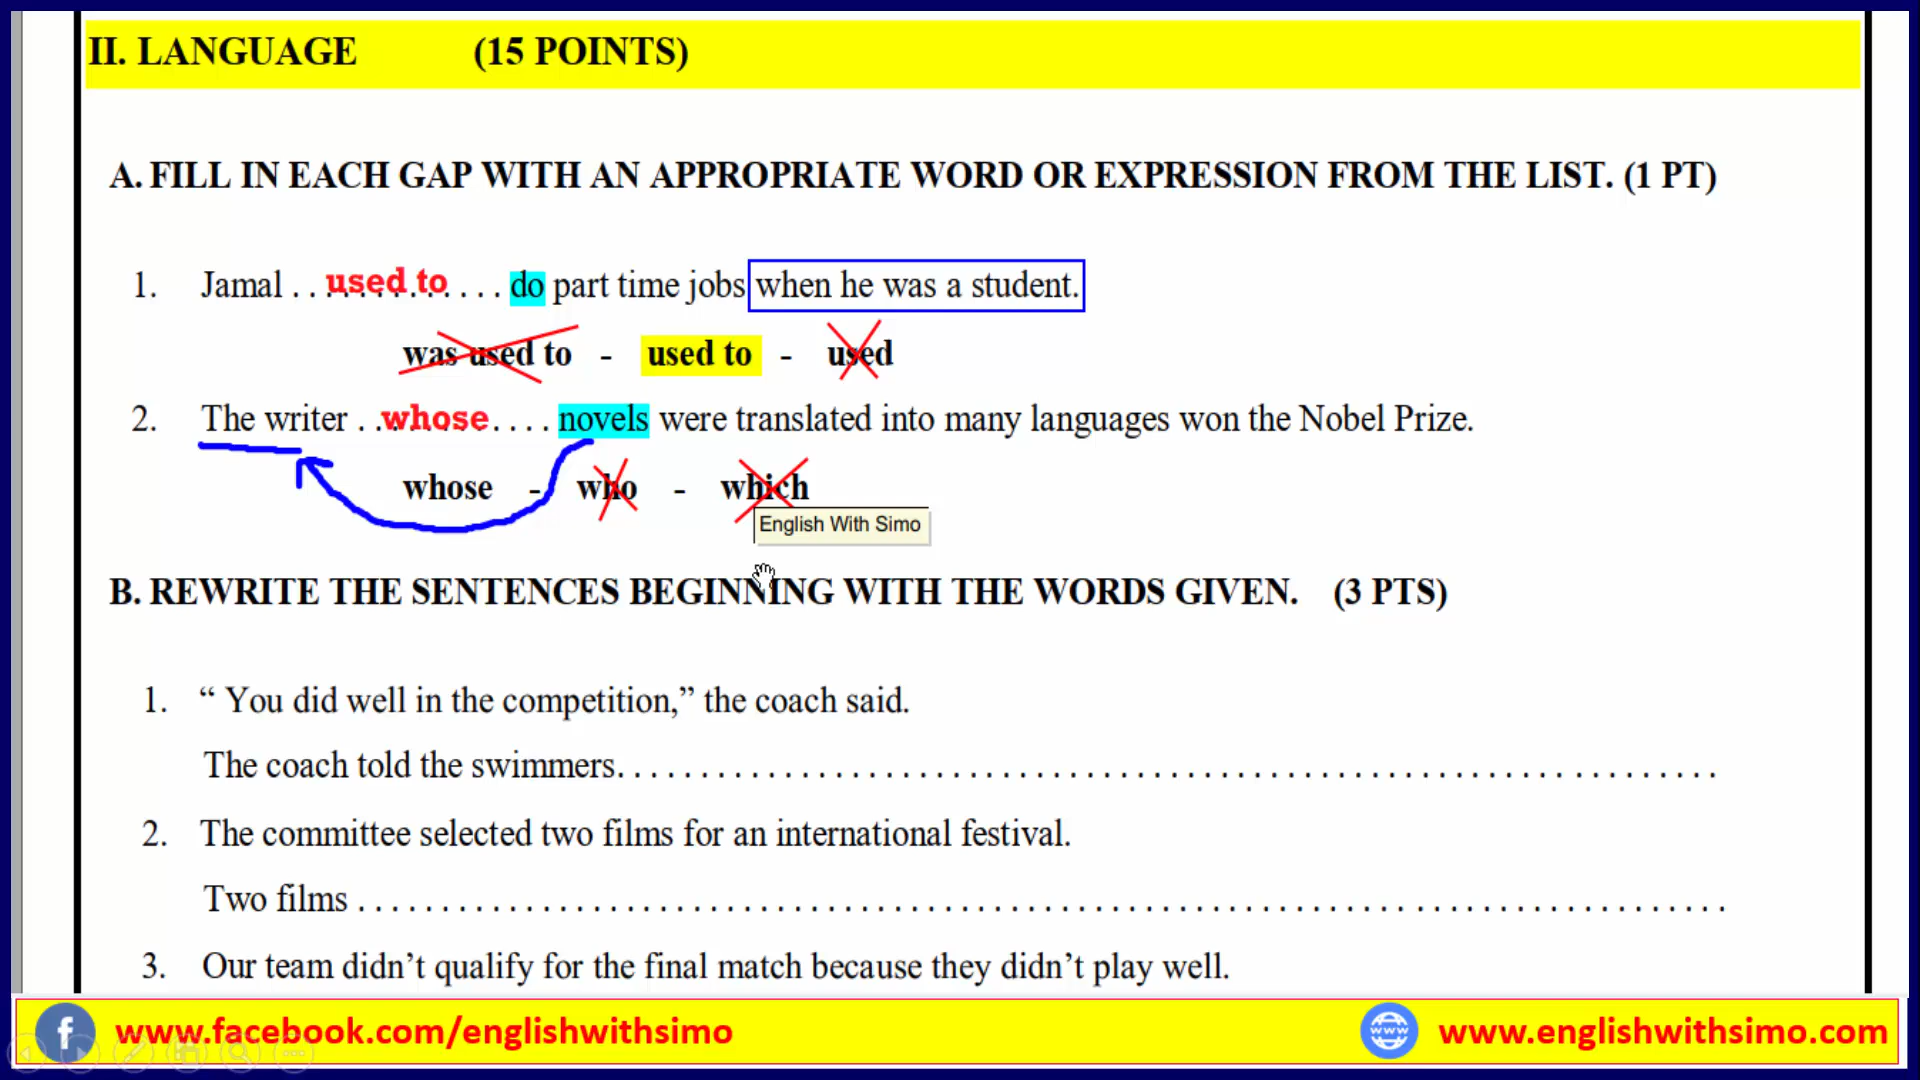 II. LANGUAGE (15 POINTS)
A. FILL IN EACH GAP WITH AN APPROPRIATE WORD OR EXPRESSION FROM THE LIST. (1 PT)
1. Jamal . . used to . . . . do part time jobs when he was a student.
was used to - used to - used
2. The writer . . whose . . . . novels were translated into many languages won the Nobel Prize.
whose - who - which
English With Simo
B. REWRITE THE SENTENCES BEGINNING WITH THE WORDS GIVEN. (3 PTS)
1. “ You did well in the competition,” the coach said.
The coach told the swimmers. . . . . . . . . . . . . . . . . . . . . . . . . . . . . . . . . . . . . . . . . . . . . . . . . . . . . . . . . . . . . . . . . .
2. The committee selected two films for an international festival.
Two films . . . . . . . . . . . . . . . . . . . . . . . . . . . . . . . . . . . . . . . . . . . . . . . . . . . . . . . . . . . . . . . . . . . . . . . . . . . . . . . . . .
3. Our team didn’t qualify for the final match because they didn’t play well.
f www.facebook.com/englishwithsimo
www www.englishwithsimo.com